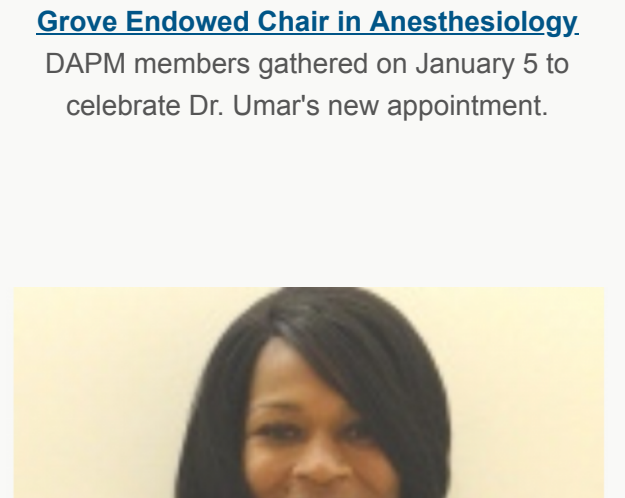 Grove Endowed Chair in Anesthesiology
DAPM members gathered on January 5 to
celebrate Dr. Umar's new appointment.